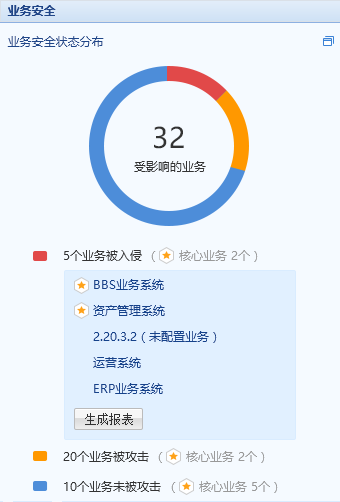 业务安全
业务安全状态分布
32
受影响的业务
5个业务被入侵 ( 核心业务 2个 )
BBS业务系统
资产管理系统
2.20.3.2 ( 未配置业务 )
运营系统
ERP业务系统
生成报表
20个业务被攻击 ( 核心业务 2个 )
10个业务未被攻击 ( 核心业务 5个 )